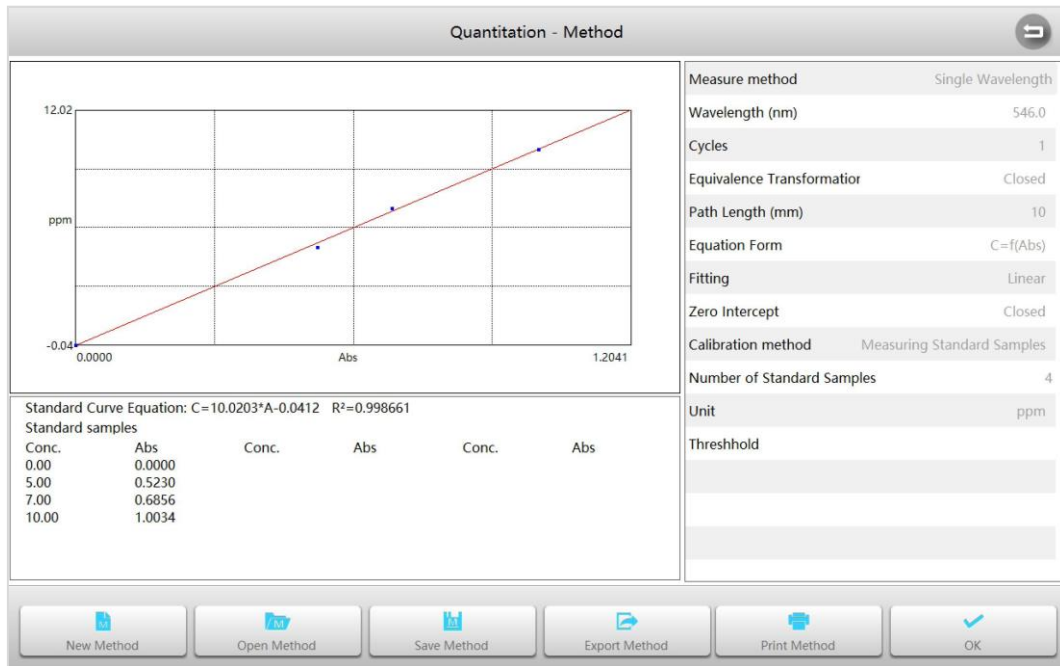 Quantitation - Method
12.02
ppm
-0.04
0.0000
Abs
1.2041
Standard Curve Equation: C=10.0203*A-0.0412 R²=0.998661
Standard samples
Conc. Abs Conc. Abs Conc. Abs
0.00 0.0000
5.00 0.5230
7.00 0.6856
10.00 1.0034
Measure method Single Wavelength
Wavelength (nm) 546.0
Cycles 1
Equivalence Transformatior Closed
Path Length (mm) 10
Equation Form C=f(Abs)
Fitting Linear
Zero Intercept Closed
Calibration method Measuring Standard Samples
Number of Standard Samples 4
Unit ppm
Threshhold
New Method
Open Method
Save Method
Export Method
Print Method
OK